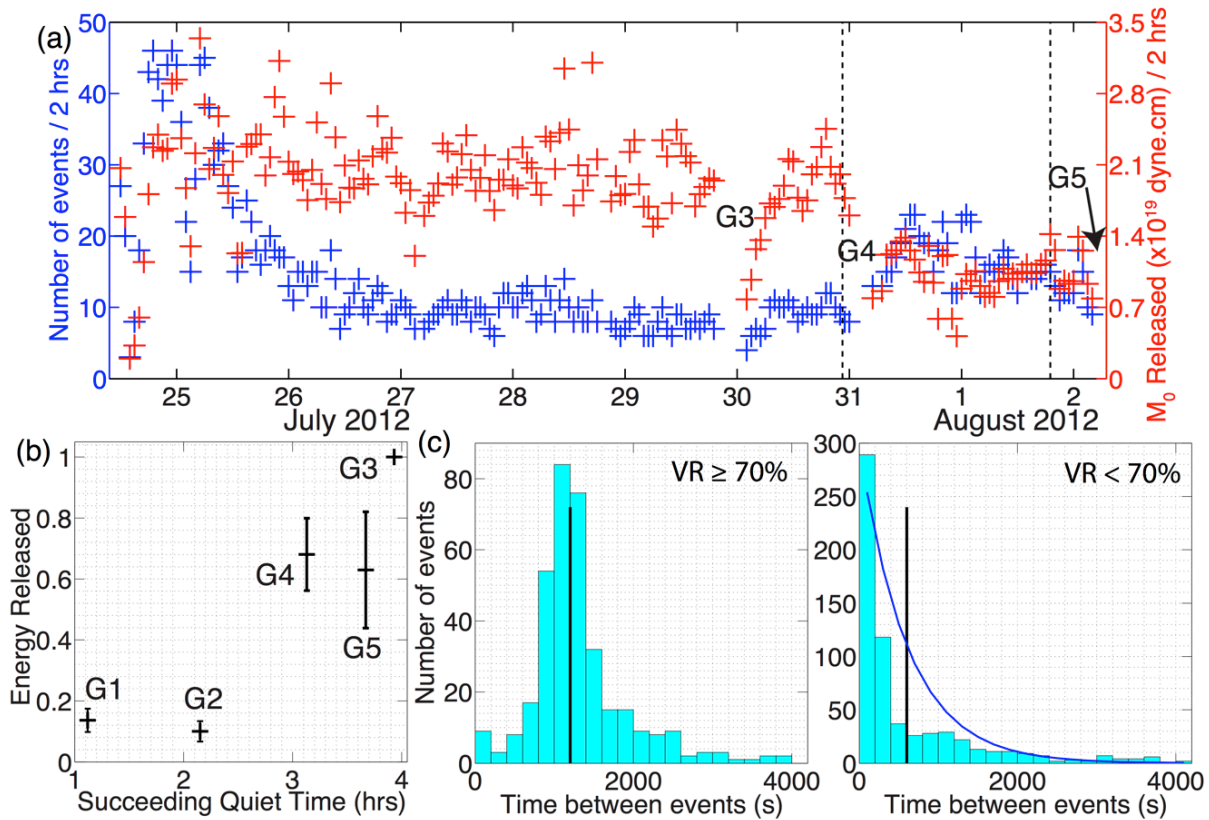 (a)
50
40
30
20
10
0
Number of events / 2 hrs
3.5
2.8
2.1
1.4
0.7
0
M0 Released (x10^19 dyne.cm) / 2 hrs
G3
G4
G5
25 26 27 28 29 30 31 1 2
July 2012 August 2012
(b)
1
0.8
0.6
0.4
0.2
0
Energy Released
G1
G2
G3
G4
G5
1 2 3 4
Succeeding Quiet Time (hrs)
(c)
80
60
40
20
0
Number of events
VR ≥ 70%
0 2000 4000
Time between events (s)
300
250
200
150
100
50
0
VR < 70%
0 2000 4000
Time between events (s)